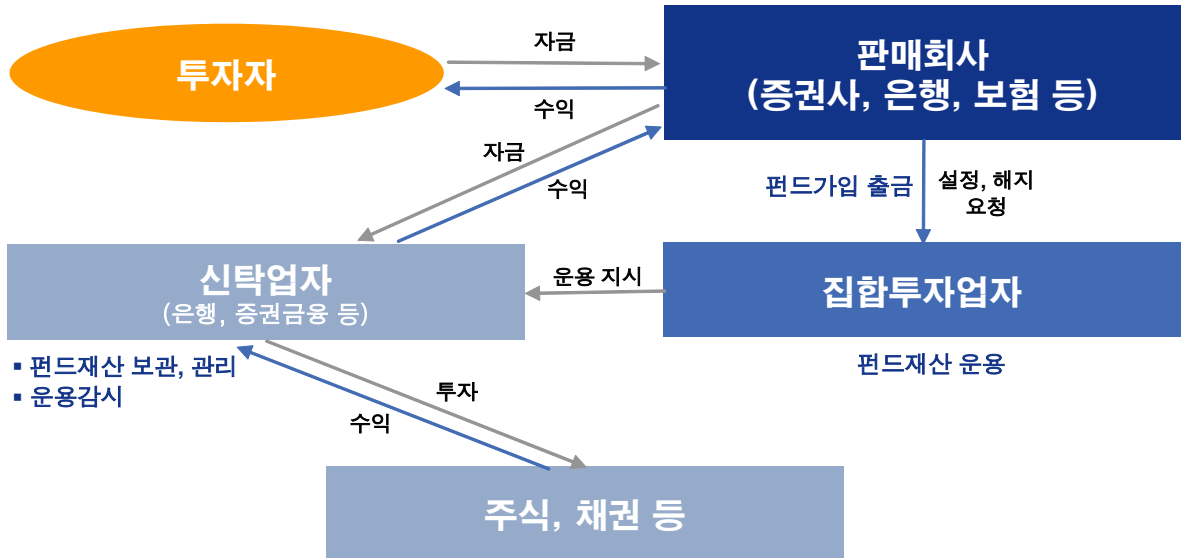 투자자
자금
수익
판매회사
(증권사, 은행, 보험 등)
자금
수익
펀드가입 출금
설정, 해지
요청
신탁업자
(은행, 증권금융 등)
운용 지시
집합투자업자
▪ 펀드재산 보관, 관리
▪ 운용감시
펀드재산 운용
투자
수익
주식, 채권 등